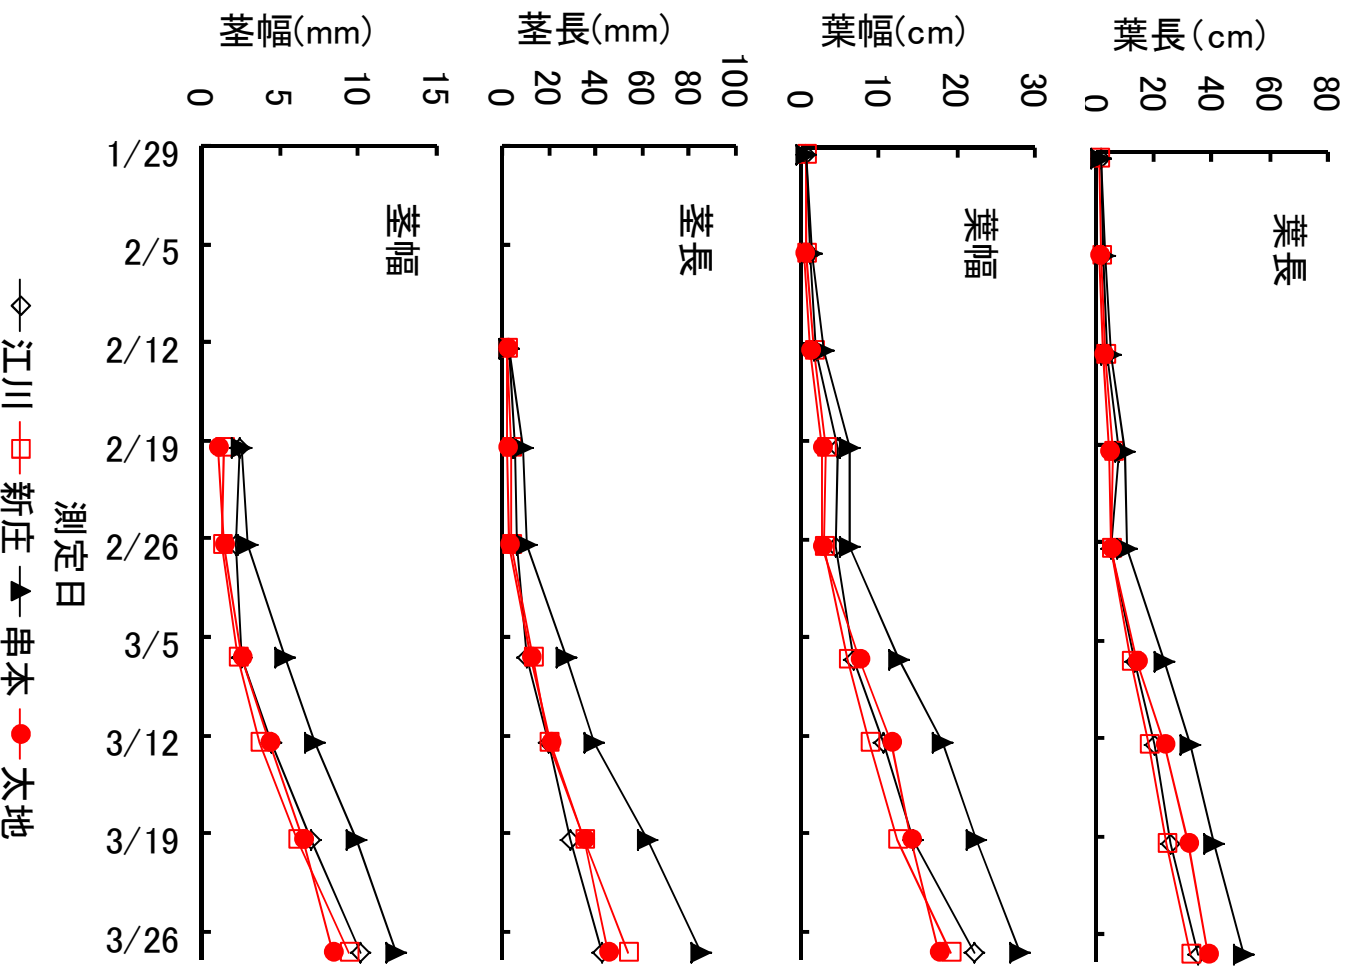 葉長(cm)
0 20 40 60 80
葉長
葉幅(cm)
0 10 20 30
葉幅
茎長(mm)
0 20 40 60 80 100
茎長
茎幅(mm)
0 5 10 15
茎幅
1/29 2/5 2/12 2/19 2/26 3/5 3/12 3/19 3/26
測定日
江川 新庄 串本 太地